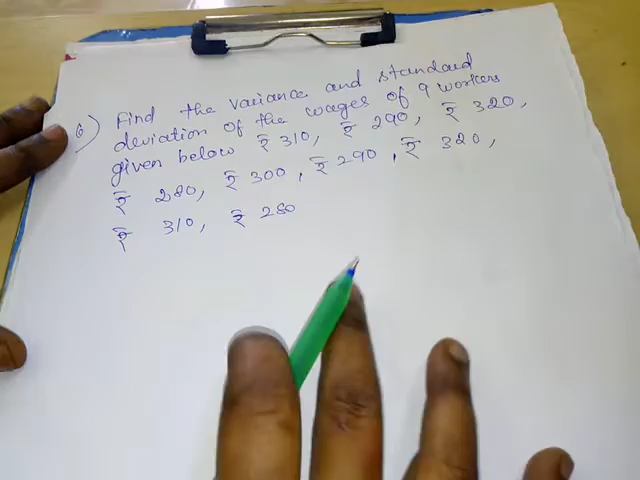 6) Find the variance and standard
deviation of the wages of 9 workers
given below ₹ 310, ₹ 290, ₹ 320,
₹ 280, ₹ 300, ₹ 290, ₹ 320,
₹ 310, ₹ 280